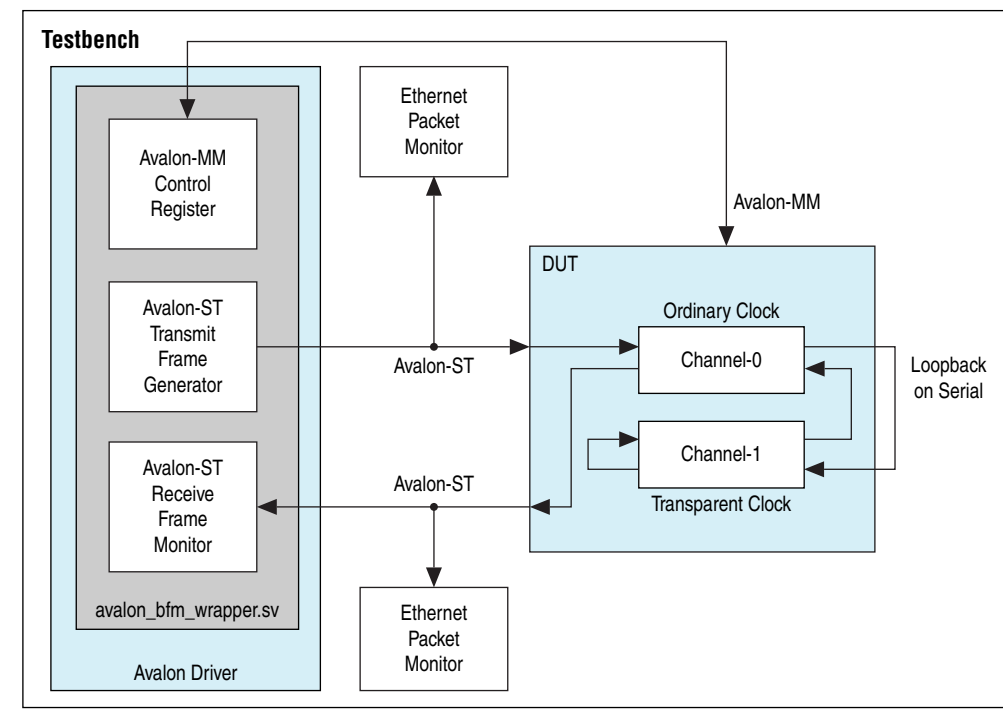 Testbench
Avalon-MM
Control
Register
Avalon-ST
Transmit
Frame
Generator
Avalon-ST
Receive
Frame
Monitor
avalon_bfm_wrapper.sv
Avalon Driver
Ethernet
Packet
Monitor
Avalon-ST
Avalon-ST
Ethernet
Packet
Monitor
Avalon-MM
DUT
Ordinary Clock
Channel-0
Channel-1
Transparent Clock
Loopback
on Serial